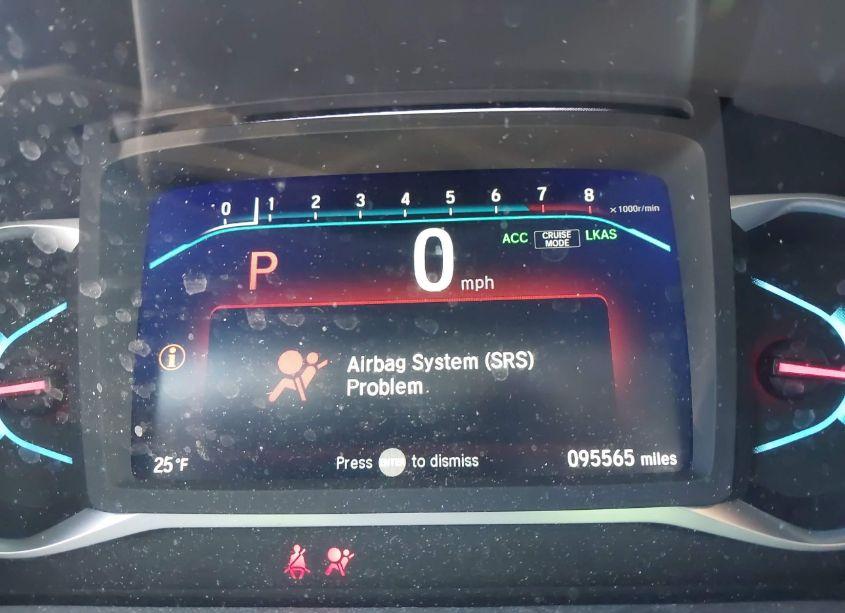 0 1 2 3 4 5 6 7 8 ×1000r/min
ACC CRUISE MODE LKAS
P 0 mph
i
Airbag System (SRS)
Problem
25°F Press ENTER to dismiss 095565 miles